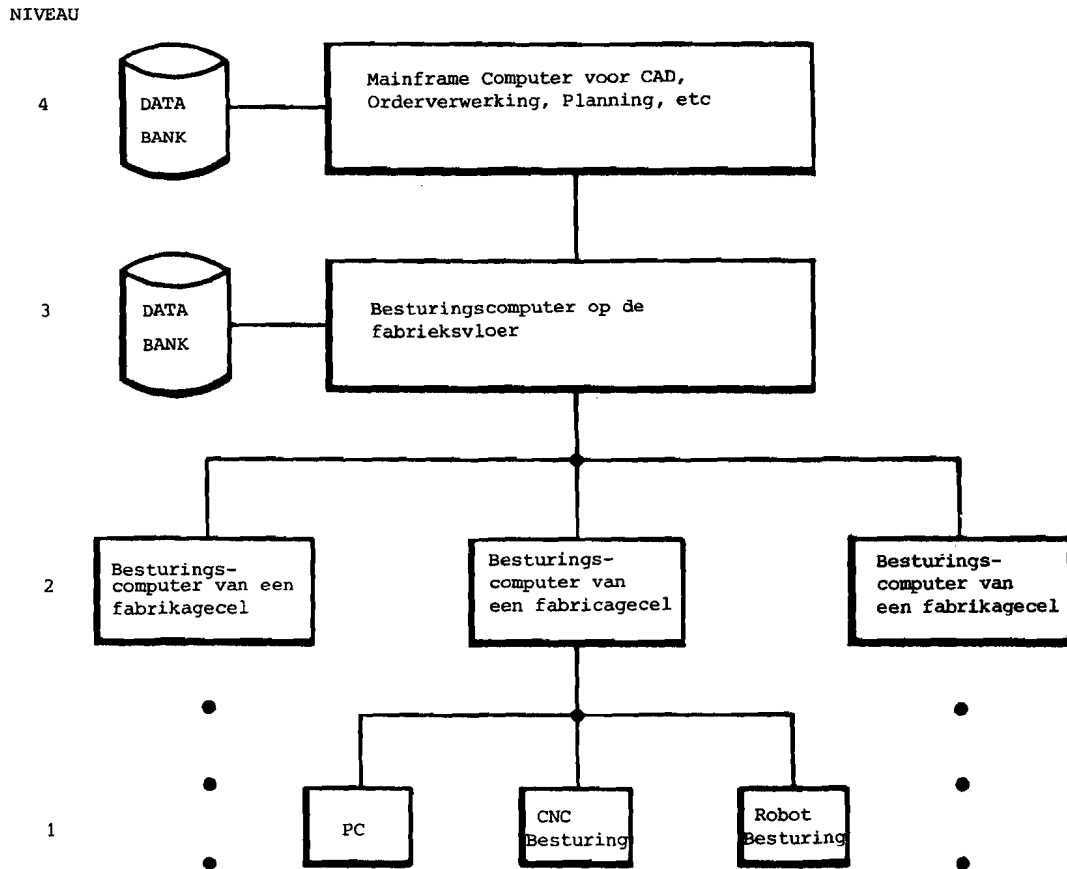 NIVEAU
4
DATA
BANK
Mainframe Computer voor CAD,
Orderverwerking, Planning, etc
3
DATA
BANK
Besturingscomputer op de
fabrieksvloer
2
Besturings-
computer van een
fabrikagecel
Besturings-
computer van
een fabricagecel
Besturings-
computer van
een fabrikagecel
1
PC
CNC
Besturing
Robot
Besturing